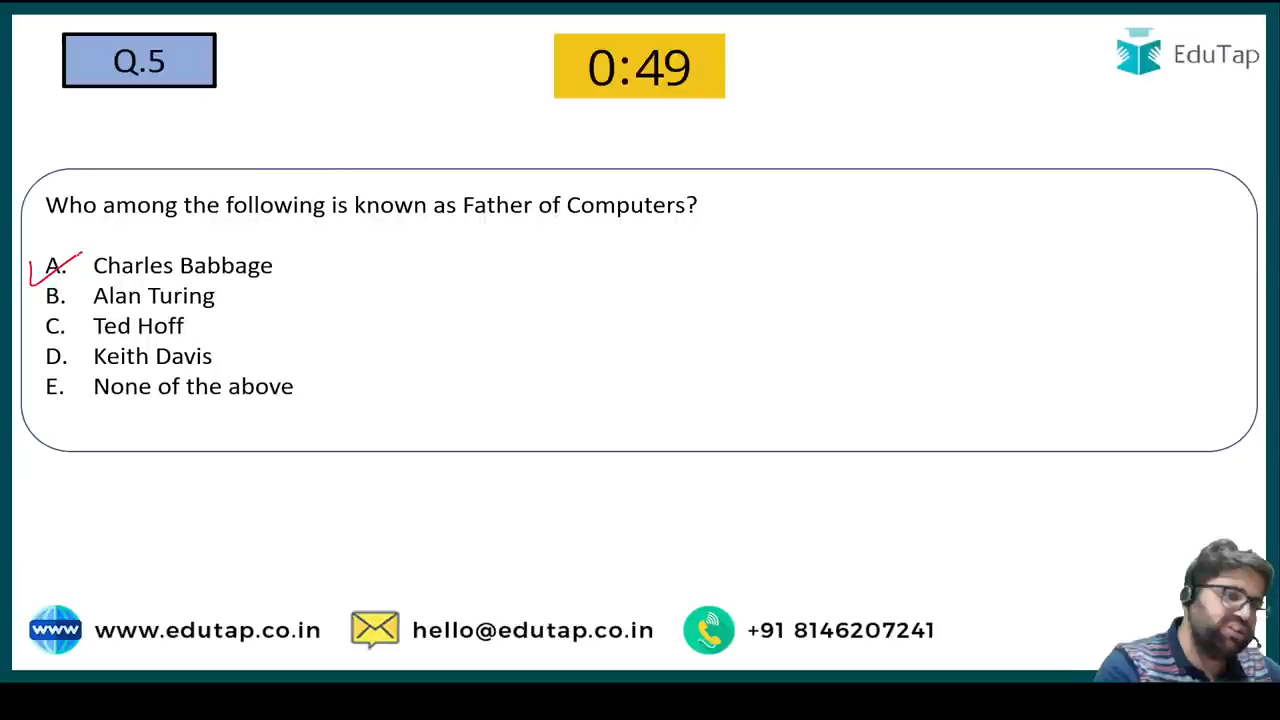 Q.5
0:49
EduTap
Who among the following is known as Father of Computers?
A. Charles Babbage
B. Alan Turing
C. Ted Hoff
D. Keith Davis
E. None of the above
www
www.edutap.co.in
hello@edutap.co.in
+91 8146207241